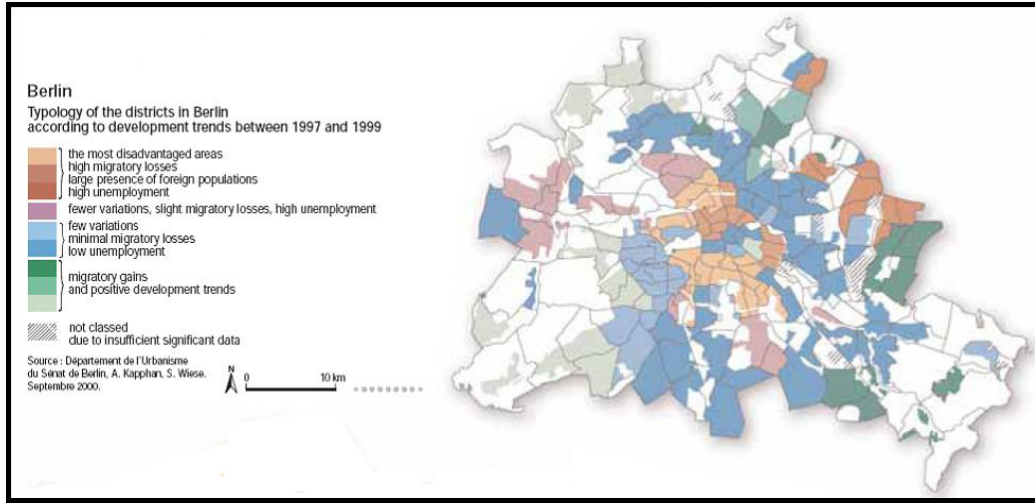 Berlin
Typology of the districts in Berlin
according to development trends between 1997 and 1999
the most disadvantaged areas
high migratory losses
large presence of foreign populations
high unemployment
fewer variations, slight migratory losses, high unemployment
few variations
minimal migratory losses
low unemployment
migratory gains
and positive development trends
not classed
due to insufficient significant data
Source : Département de l'Urbanisme
du Sénat de Berlin, A. Kapphan, S. Wiese.
Septembre 2000.
N
0 10 km